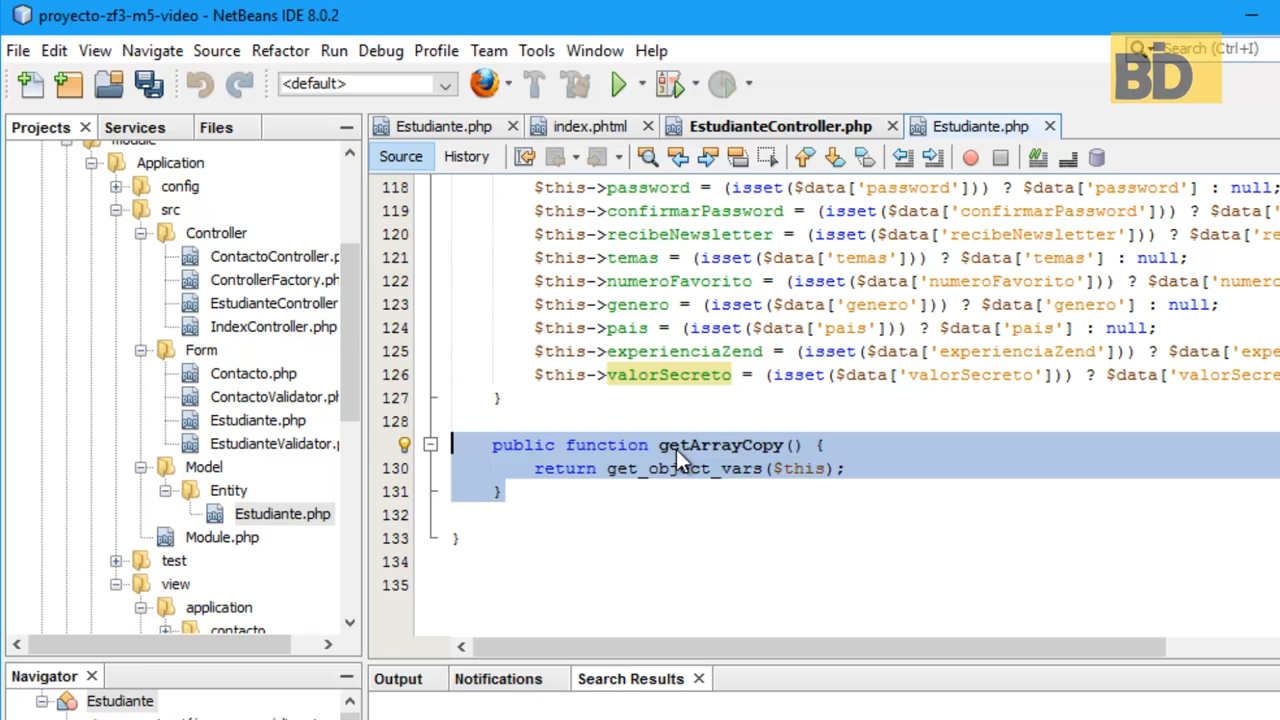 proyecto-zf3-m5-video - NetBeans IDE 8.0.2
File Edit View Navigate Source Refactor Run Debug Profile Team Tools Window Help
Search (Ctrl+I)
BD
<default>
Projects Services Files
Estudiante.php index.phtml EstudianteController.php Estudiante.php
Source History
Application
config
src
Controller
ContactoController.p
ControllerFactory.ph
EstudianteController
IndexController.php
Form
Contacto.php
ContactoValidator.ph
Estudiante.php
EstudianteValidator.p
Model
Entity
Estudiante.php
Module.php
test
view
application
contacto
118 $this->password = (isset($data['password'])) ? $data['password'] : null;
119 $this->confirmarPassword = (isset($data['confirmarPassword'])) ? $data['
120 $this->recibeNewsletter = (isset($data['recibeNewsletter'])) ? $data['re
121 $this->temas = (isset($data['temas'])) ? $data['temas'] : null;
122 $this->numeroFavorito = (isset($data['numeroFavorito'])) ? $data['numero
123 $this->genero = (isset($data['genero'])) ? $data['genero'] : null;
124 $this->pais = (isset($data['pais'])) ? $data['pais'] : null;
125 $this->experienciaZend = (isset($data['experienciaZend'])) ? $data['expe
126 $this->valorSecreto = (isset($data['valorSecreto'])) ? $data['valorSecre
127 }
128
public function getArrayCopy() {
130 return get_object_vars($this);
131 }
132
133 }
134
135
Navigator
Estudiante
Output Notifications Search Results